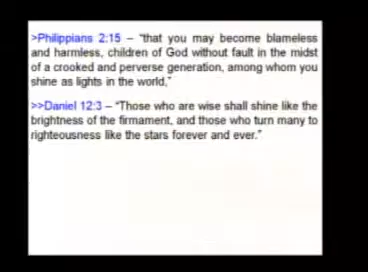 >Philippians 2:15 – "that you may become blameless
and harmless, children of God without fault in the midst
of a crooked and perverse generation, among whom you
shine as lights in the world,"
>>Daniel 12:3 – "Those who are wise shall shine like the
brightness of the firmament, and those who turn many to
righteousness like the stars forever and ever."